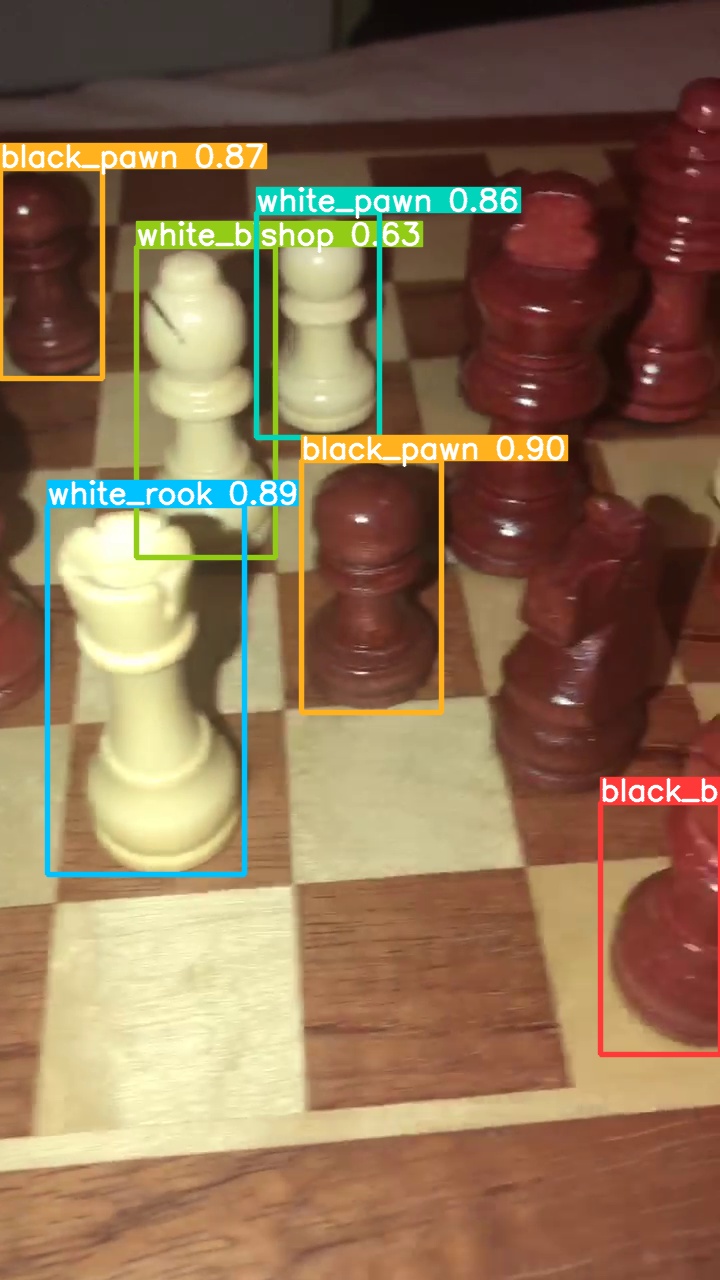 black_pawn 0.87
white_pawn 0.86
white_b shop 0.63
black_pawn 0.90
white_rook 0.89
black_b